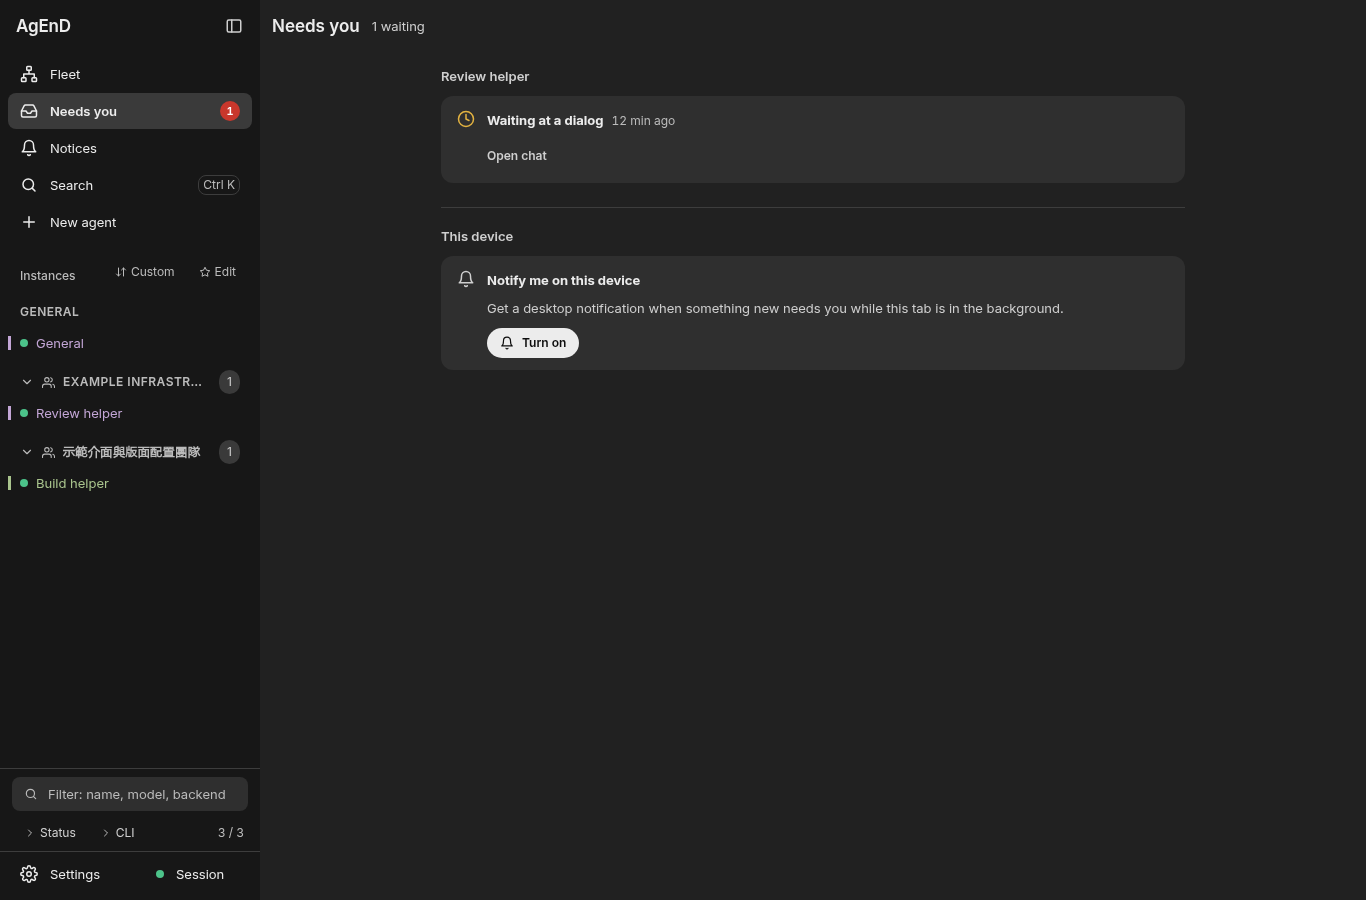 AgEnD
Fleet
Needs you 1
Notices
Search Ctrl K
New agent
Instances Custom Edit
GENERAL
General
EXAMPLE INFRASTR... 1
Review helper
示範介面與版面配置團隊 1
Build helper
Filter: name, model, backend
Status CLI 3 / 3
Settings Session
Needs you 1 waiting
Review helper
Waiting at a dialog 12 min ago
Open chat
This device
Notify me on this device
Get a desktop notification when something new needs you while this tab is in the background.
Turn on